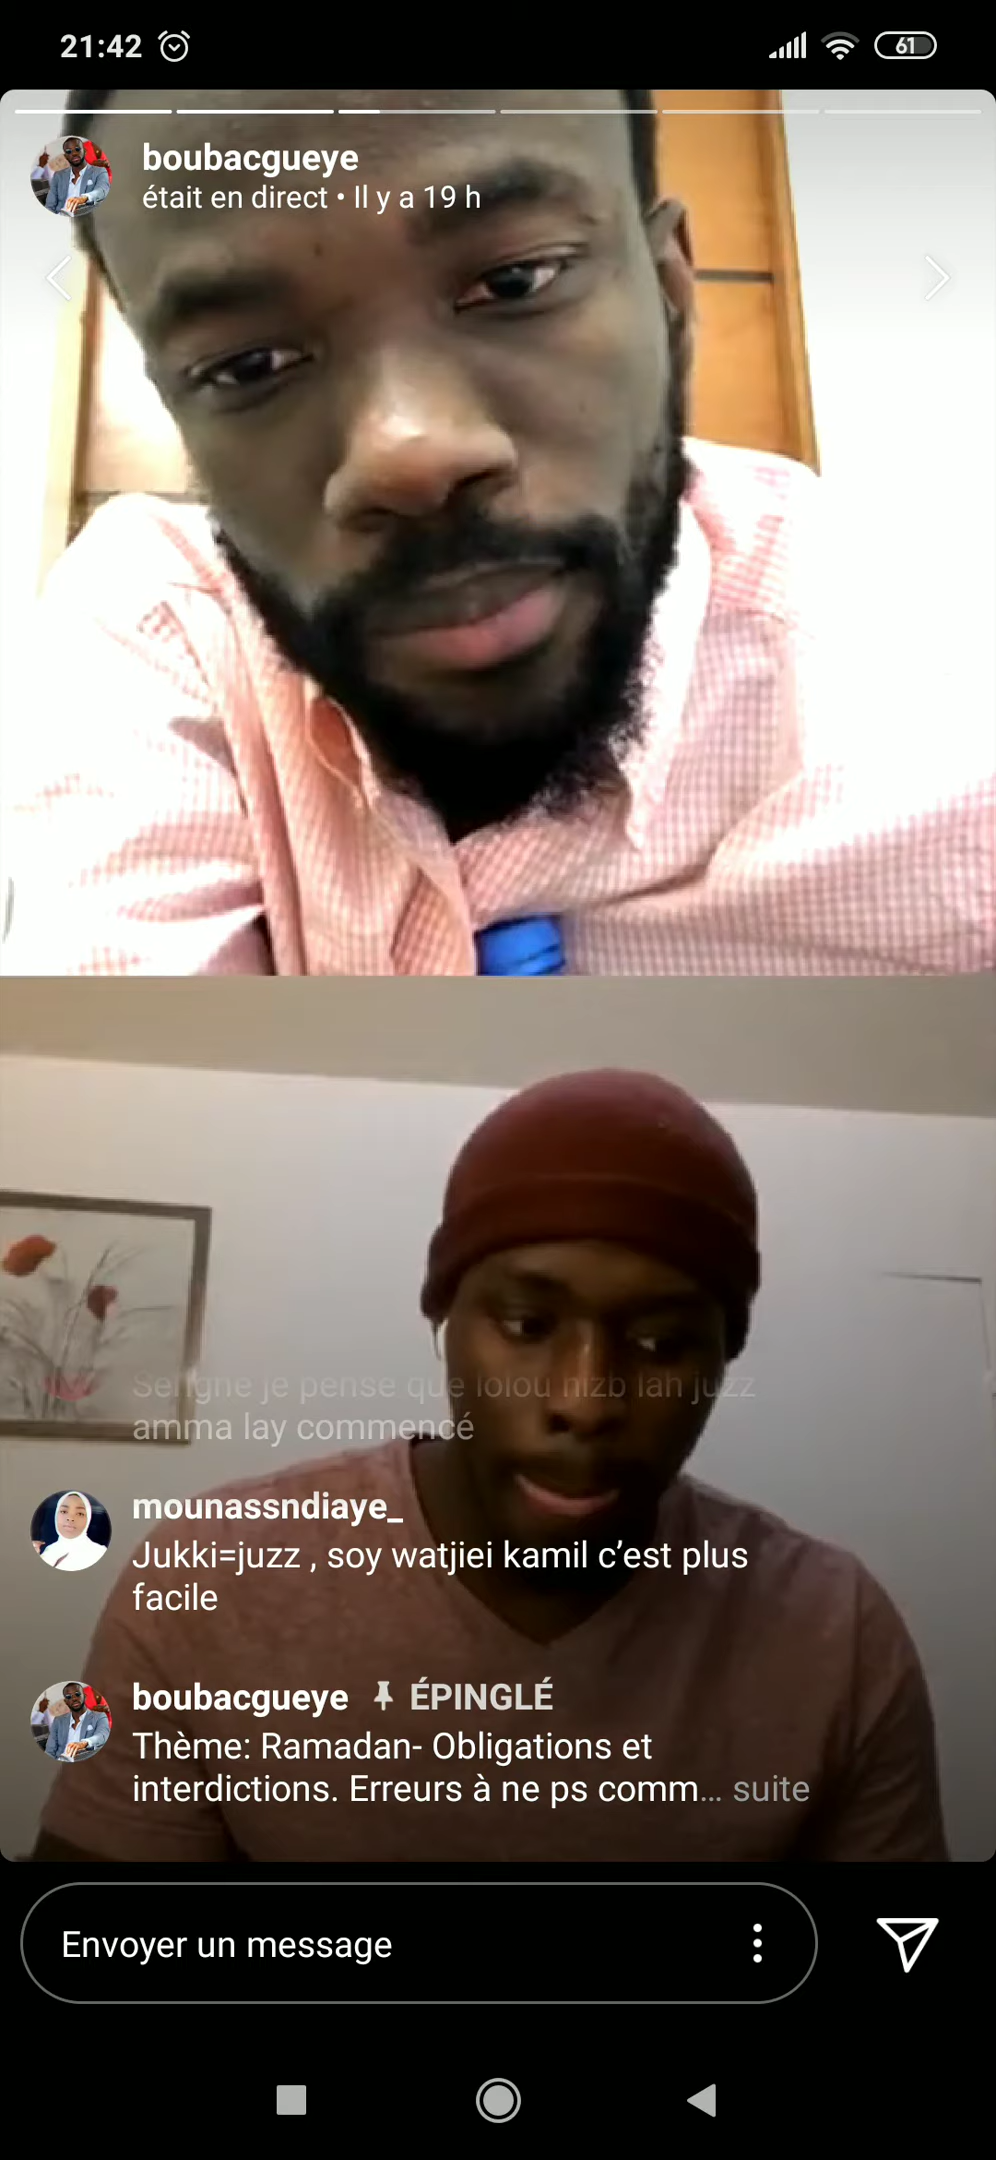 21:42
61
boubacgueye
était en direct • Il y a 19 h
Serigne je pense que lolou hizb lah juzz
amma lay commencé
mounassndiaye_
Jukki=juzz , soy watjiei kamil c’est plus
facile
boubacgueye ÉPINGLÉ
Thème: Ramadan- Obligations et
interdictions. Erreurs à ne ps comm... suite
Envoyer un message